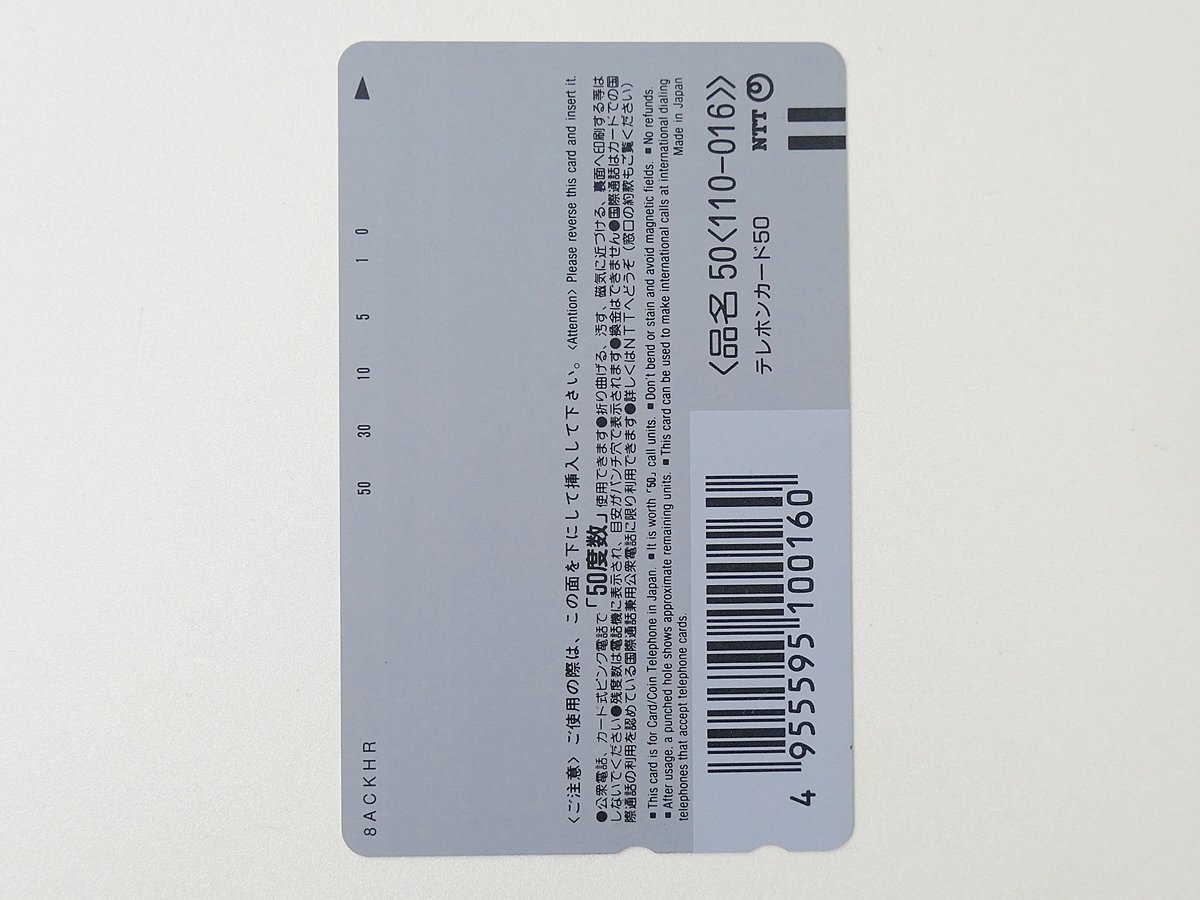 50 30 10 5 1 0
8ACKHR
〈ご注意〉ご使用の際は、この面を下にして挿入して下さい。〈Attention〉Please reverse this card and insert it.
●公衆電話、カード式ピンク電話で「50度数」使用できます●折り曲げる、汚す、磁気に近づける、裏面へ印刷する等は
しないでください●残度数は電話機に表示され、目安がパンチ穴で表示されます●換金はできません●国際通話はカードでの国
際通話の利用を認めている国際通話兼用公衆電話に限り利用できます●詳しくはNTTへどうぞ(窓口の約款もご覧ください)
■This card is for Card/Coin Telephone in Japan. ■It is worth「50」call units. ■Don't bend or stain and avoid magnetic fields. ■No refunds.
■After usage, a punched hole shows approximate remaining units. ■This card can be used to make international calls at international dialing
telephones that accept telephone cards. Made in Japan
〈品名 50〈110-016〉〉
テレホンカード50
NTT
4 955595 100160